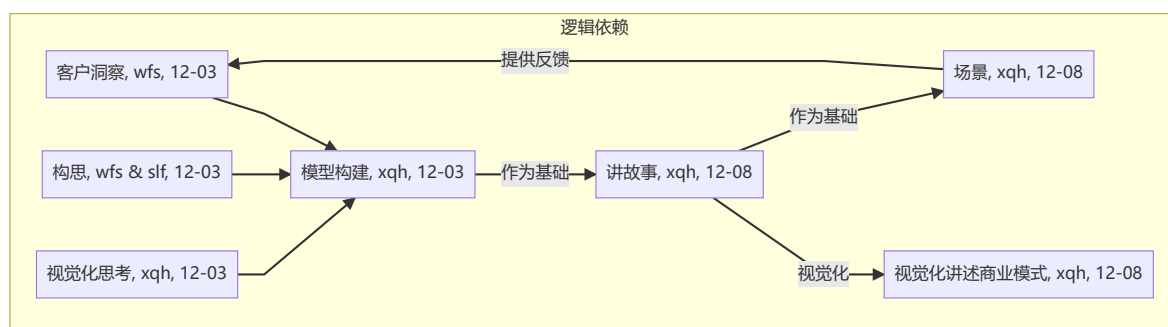 逻辑依赖
客户洞察, wfs, 12-03
提供反馈
场景, xqh, 12-08
作为基础
构思, wfs & slf, 12-03
模型构建, xqh, 12-03
作为基础
讲故事, xqh, 12-08
视觉化思考, xqh, 12-03
视觉化
视觉化讲述商业模式, xqh, 12-08